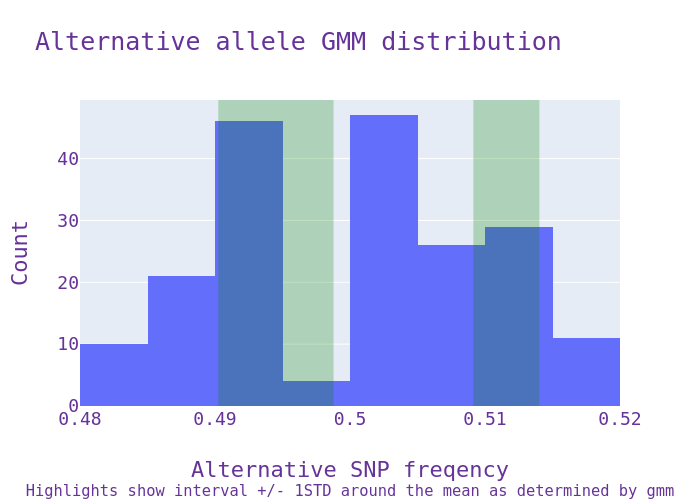 Alternative allele GMM distribution
Count
40
30
20
10
0
0.48 0.49 0.5 0.51 0.52
Alternative SNP freqency
Highlights show interval +/- 1STD around the mean as determined by gmm